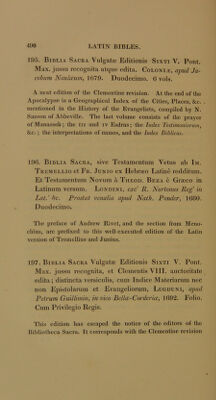 490 LATIN BIBLES.
195. BIBLIA SACRA Vulgatæ Editionis SIXTI V. Pont.
Max. jussu recognita atque edita. COLONIÆ, apud Ja-
cobum Naulæum, 1679. Duodecimo. 6 vols.
A neat edition of the Clementine revision. At the end of the
Apocalypse is a Geographical Index of the Cities, Places, &c.
mentioned in the History of the Evangelists, compiled by N.
Sanson of Abbeville. The last volume consists of the prayer
of Manasseh; the III and IV Esdras; the Index Testimoniorum,
&c.; the interpretations of names, and the Index Biblicus.
196. BIBLIA SACRA, sive Testamentum Vetus ab IM.
TREMELLIO et FR. JUNIO ex Hebræo Latinè redditum.
Et Testamentum Novum à THEOD. BEZA è Græco in
Latinum versum. LONDINI, exc' R. Nortonus Reg' in
Lat.' &c. Prostat venalis apud Nath. Ponder, 1680.
Duodecimo.
The preface of Andrew Rivet, and the section from Meno-
chius, are prefixed to this well-executed edition of the Latin
version of Tremellius and Junius.
197. BIBLIA SACRA Vulgatæ Editionis SIXTI V. Pont.
Max. jussu recognita, et Clementis VIII. auctoritate
edita; distincta versiculis, cum Indice Materiarum nec
non Epistolarum et Evangeliorum, LUGDUNI, apud
Petrum Guillimin, in vico Bellæ-Corderiæ, 1692. Folio.
Cum Privilegio Regis.
This edition has escaped the notice of the editors of the
Bibliotheca Sacra. It corresponds with the Clementine revision